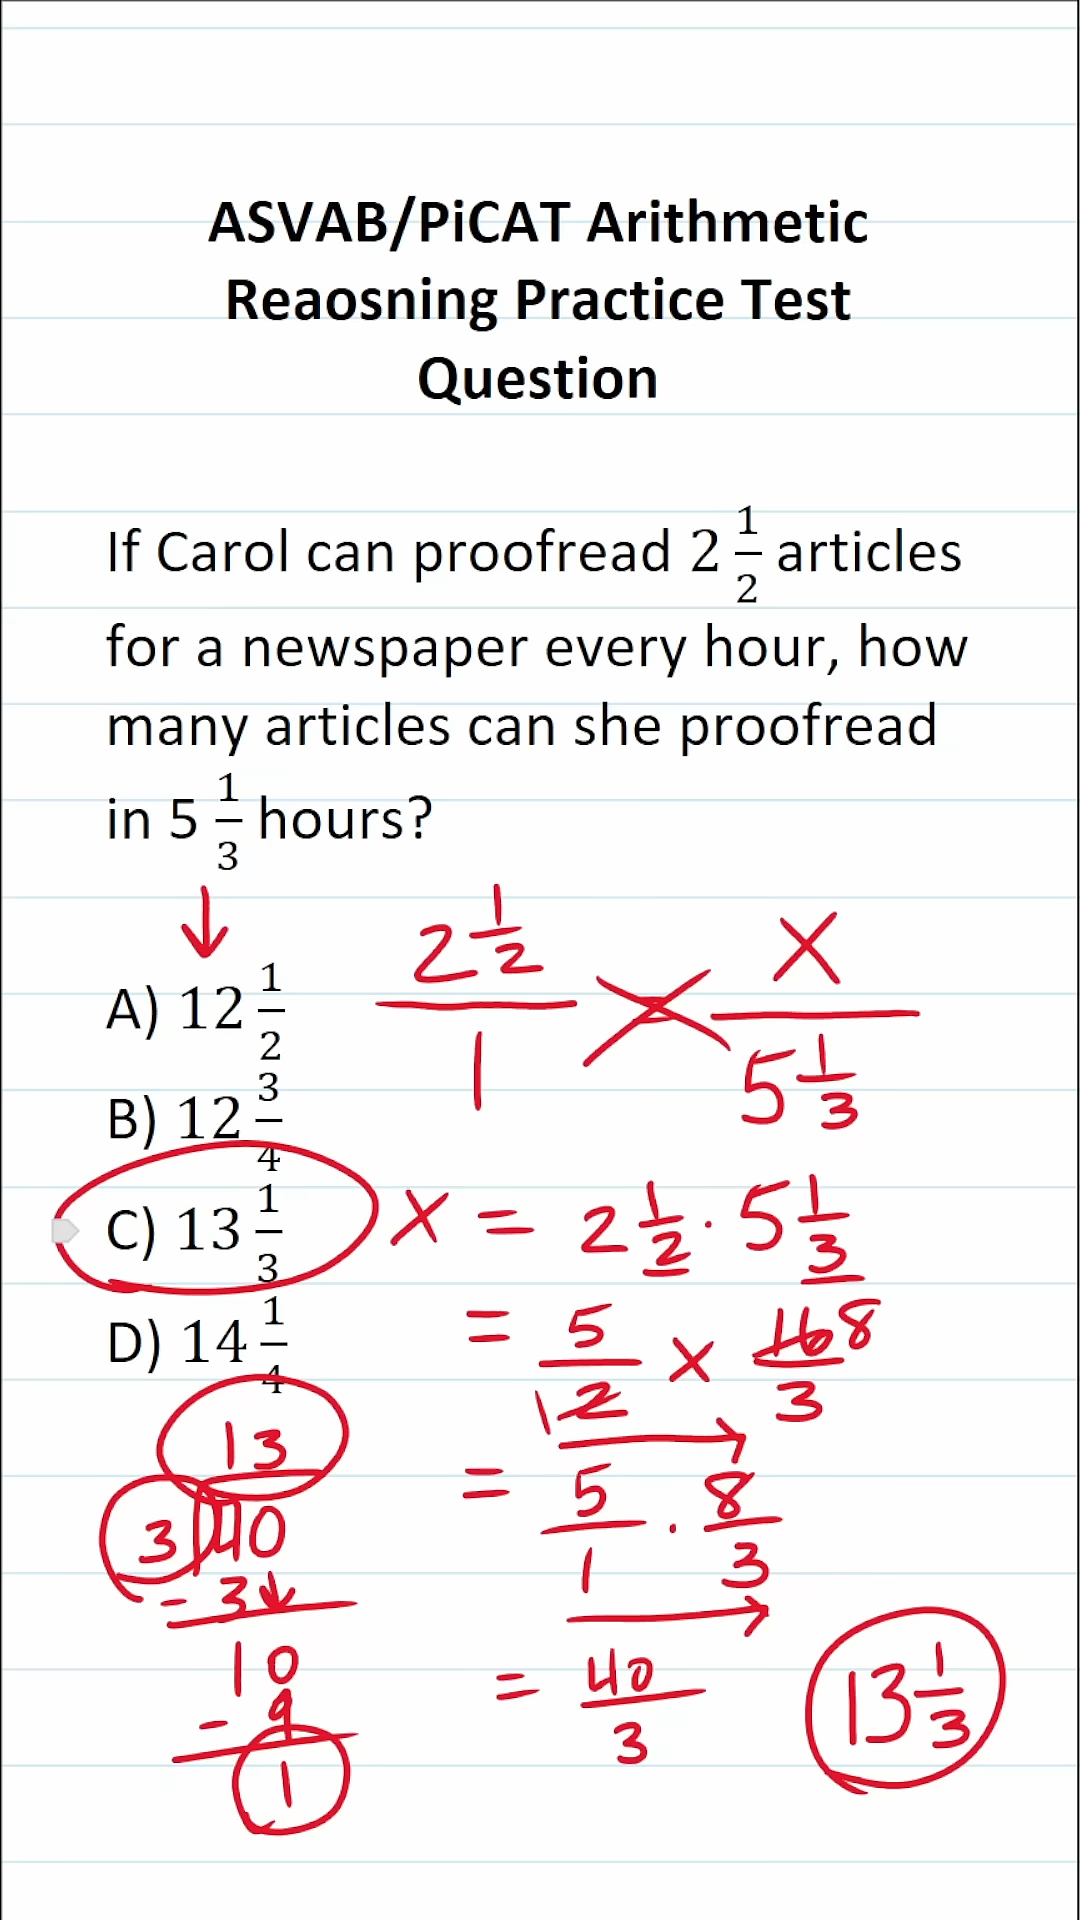 ASVAB/PiCAT Arithmetic
Reaosning Practice Test
Question
If Carol can proofread 2 1/2 articles
for a newspaper every hour, how
many articles can she proofread
in 5 1/3 hours?
A) 12 1/2
B) 12 3/4
C) 13 1/3
D) 14 1/4
2 1/2 / 1 = x / 5 1/3
x = 2 1/2 · 5 1/3
= 5/2 1 × 16/3 8
= 5/1 · 8/3
= 40/3
13 1/3
13
3 40
- 3
10
- 9
1